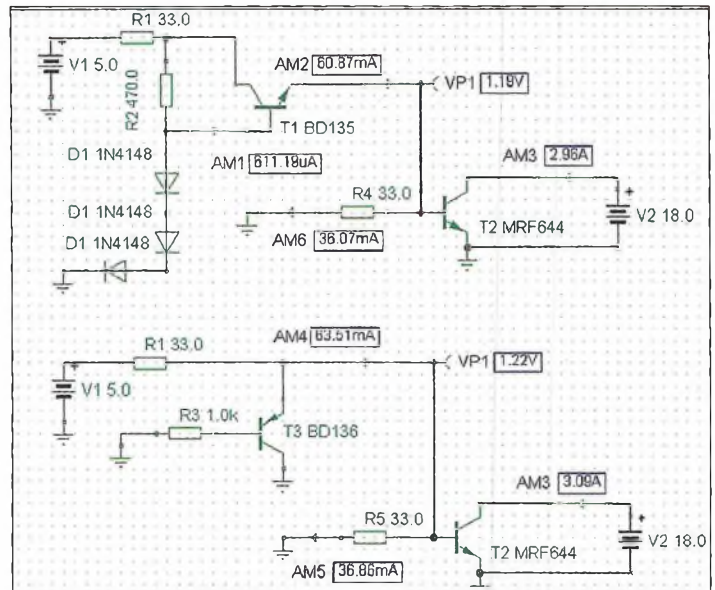 R1 33.0
V1 5.0
R2 470.0
AM2 60.87mA
VP1 1.19V
T1 BD135
D1 1N4148
AM1 611.19uA
AM3 2.96A
D1 1N4148
R4 33.0
V2 18.0
D1 1N4148
AM6 36.07mA
T2 MRF644
R1 33.0
AM4 63.51mA
VP1 1.22V
V1 5.0
R3 1.0k
T3 BD136
AM3 3.09A
R5 33.0
V2 18.0
T2 MRF644
AM5 36.86mA